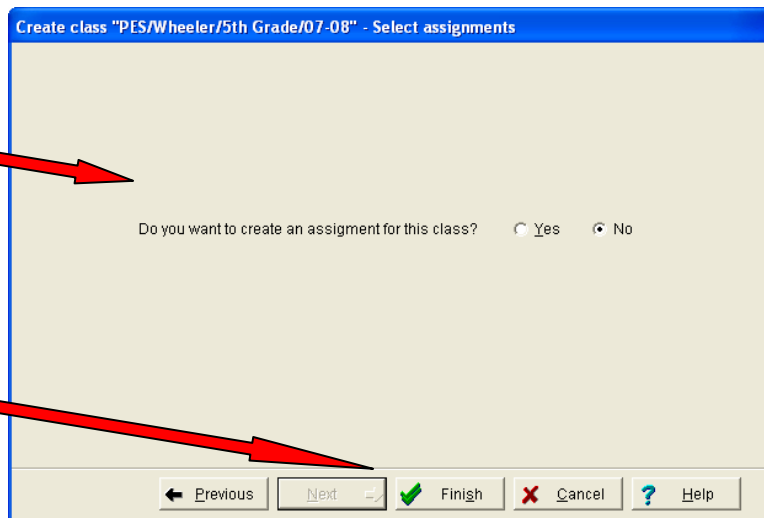 Create class "PES/Wheeler/5th Grade/07-08" - Select assignments
Do you want to create an assigment for this class? Yes No
Previous Next Finish Cancel ? Help